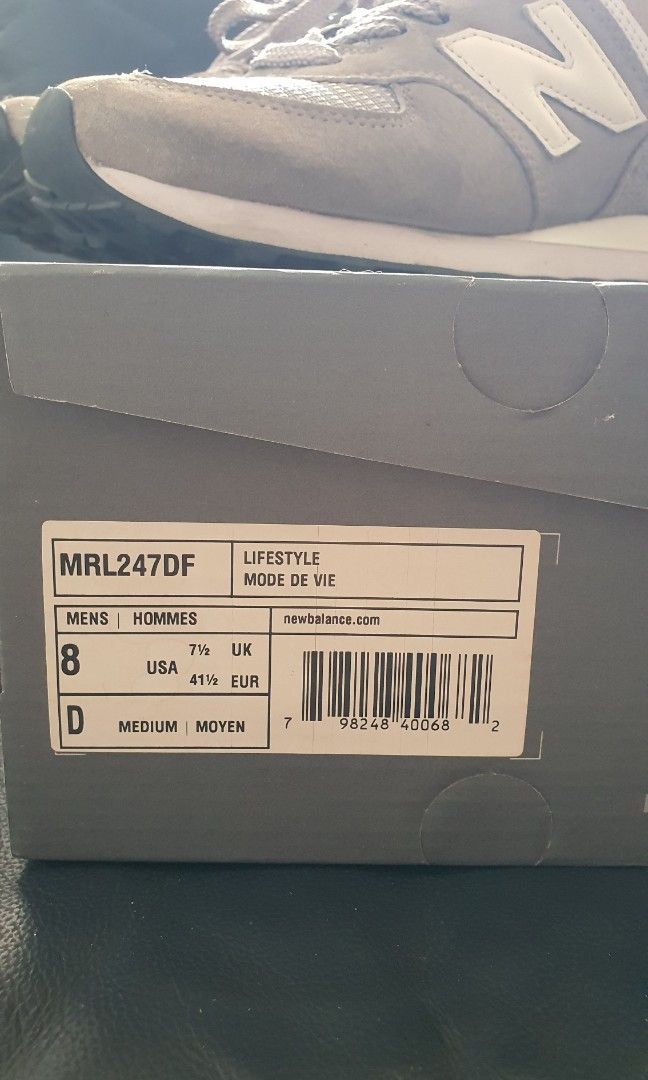 N
MRL247DF
LIFESTYLE
MODE DE VIE
MENS | HOMMES
newbalance.com
8 USA 7½ UK
41½ EUR
D MEDIUM | MOYEN
7 98248 40068 2